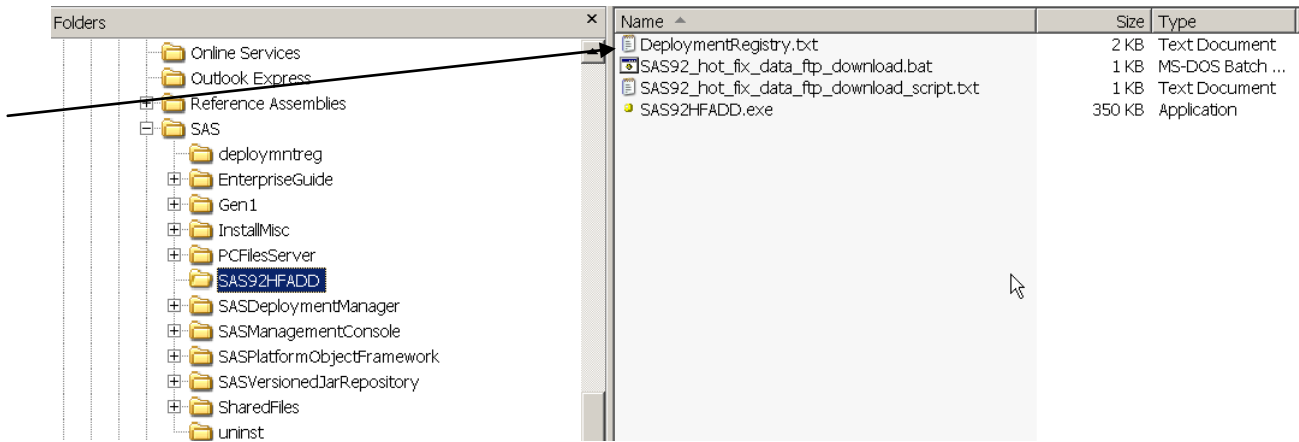 Folders
Online Services
Outlook Express
Reference Assemblies
SAS
deploymntreg
EnterpriseGuide
Gen1
InstallMisc
PCFilesServer
SAS92HFADD
SASDeploymentManager
SASManagementConsole
SASPlatformObjectFramework
SASVersionedJarRepository
SharedFiles
uninst
Name Size Type
DeploymentRegistry.txt 2 KB Text Document
SAS92_hot_fix_data_ftp_download.bat 1 KB MS-DOS Batch ...
SAS92_hot_fix_data_ftp_download_script.txt 1 KB Text Document
SAS92HFADD.exe 350 KB Application